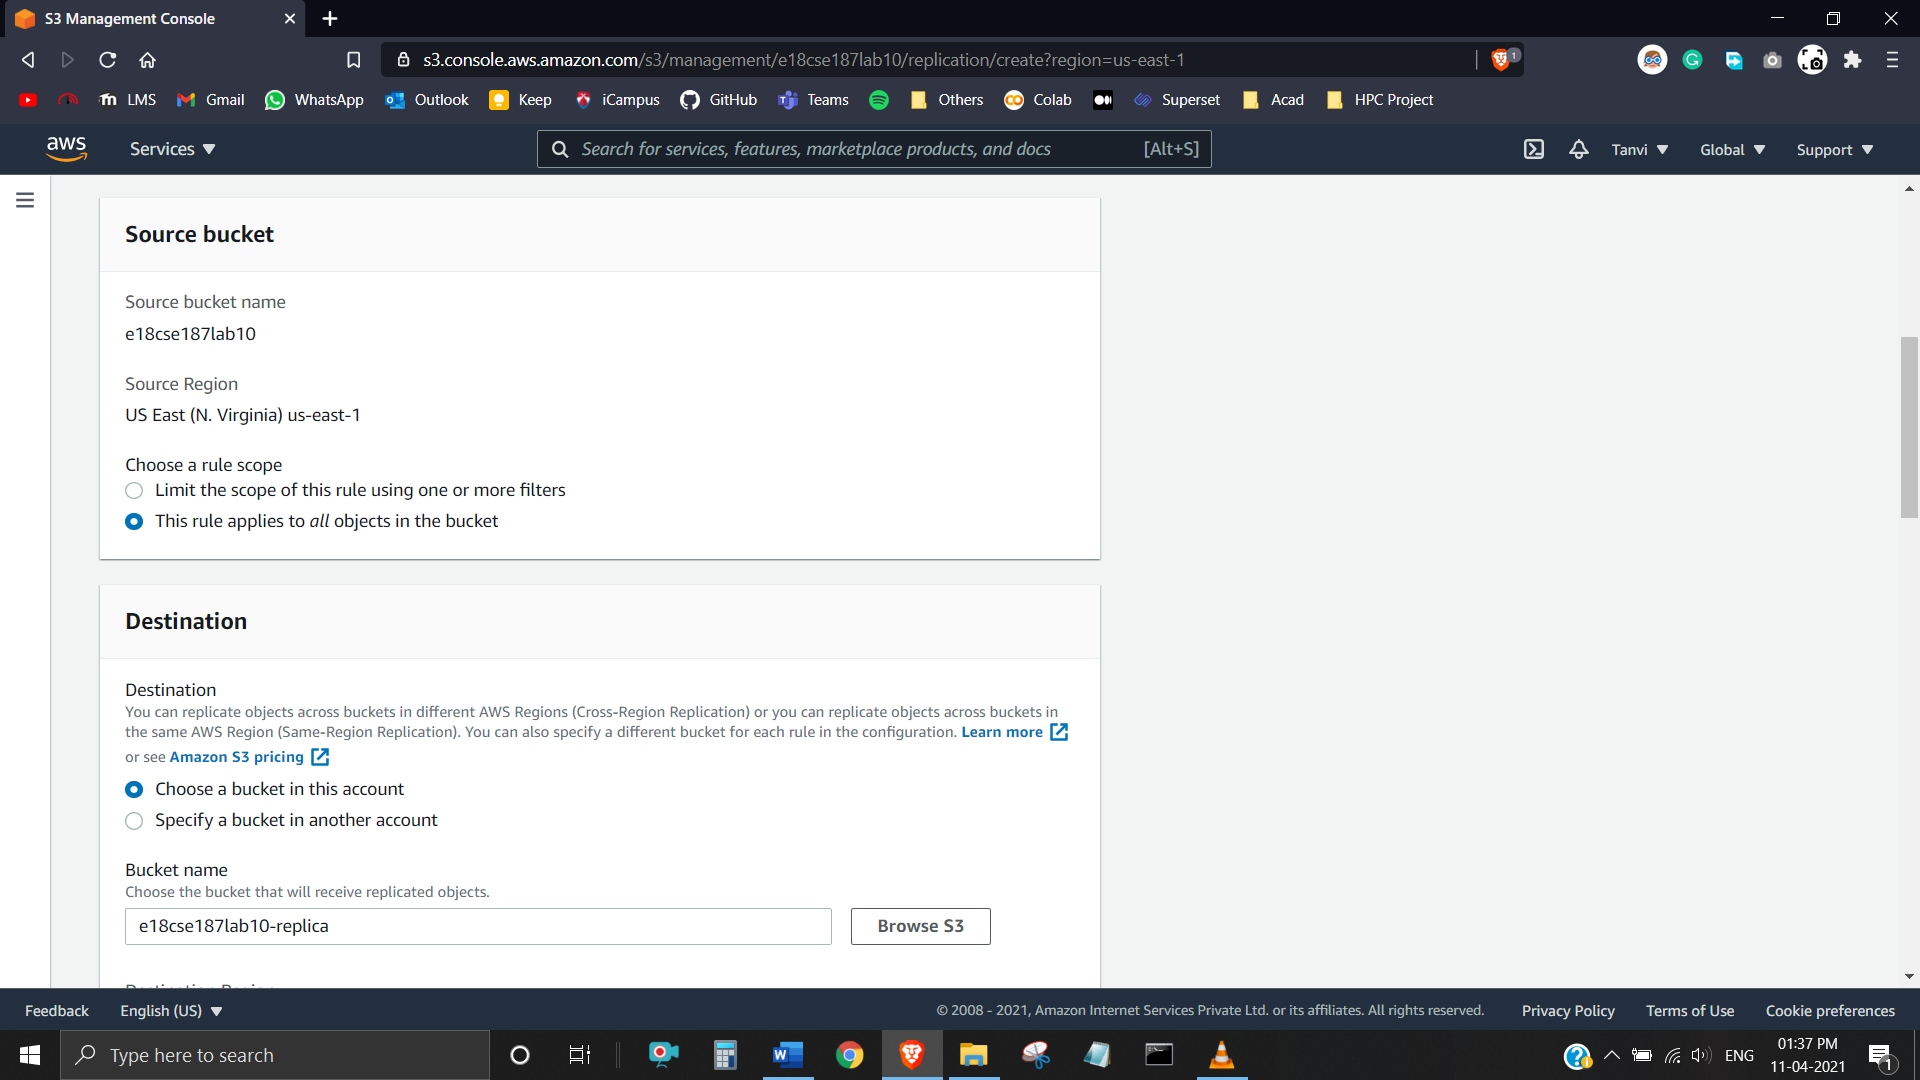 S3 Management Console
s3.console.aws.amazon.com/s3/management/e18cse187lab10/replication/create?region=us-east-1
1
LMS
Gmail
WhatsApp
Outlook
Keep
iCampus
GitHub
Teams
Others
Colab
Superset
Acad
HPC Project
aws
Services
Search for services, features, marketplace products, and docs
[Alt+S]
Tanvi
Global
Support
Source bucket
Source bucket name
e18cse187lab10
Source Region
US East (N. Virginia) us-east-1
Choose a rule scope
Limit the scope of this rule using one or more filters
This rule applies to all objects in the bucket
Destination
Destination
You can replicate objects across buckets in different AWS Regions (Cross-Region Replication) or you can replicate objects across buckets in
the same AWS Region (Same-Region Replication). You can also specify a different bucket for each rule in the configuration. Learn more
or see Amazon S3 pricing
Choose a bucket in this account
Specify a bucket in another account
Bucket name
Choose the bucket that will receive replicated objects.
e18cse187lab10-replica
Browse S3
Destination Region
Feedback
English (US)
© 2008 - 2021, Amazon Internet Services Private Ltd. or its affiliates. All rights reserved.
Privacy Policy
Terms of Use
Cookie preferences
Type here to search
ENG
01:37 PM
11-04-2021
1